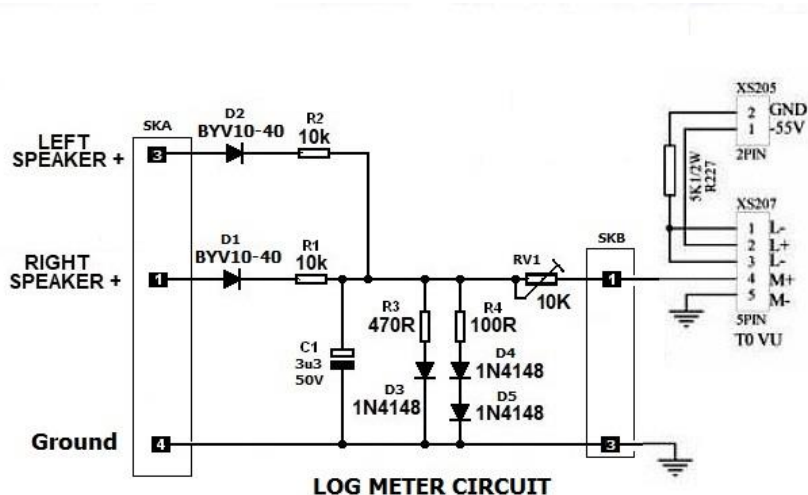 XS205
D2
BYV10-40
R2
10k
2 GND
1 -55V
2PIN
SKA
LEFT
SPEAKER +
3
5K1/2W
R227
XS207
1 L-
2 L+
3 L-
4 M+
5 M-
5PIN
T0 VU
D1
BYV10-40
R1
10k
RIGHT
SPEAKER +
1
SKB
RV1
10K
1
R3
470R
R4
100R
C1
3u3
50V
D4
1N4148
D3
1N4148
D5
1N4148
Ground
4
3
LOG METER CIRCUIT